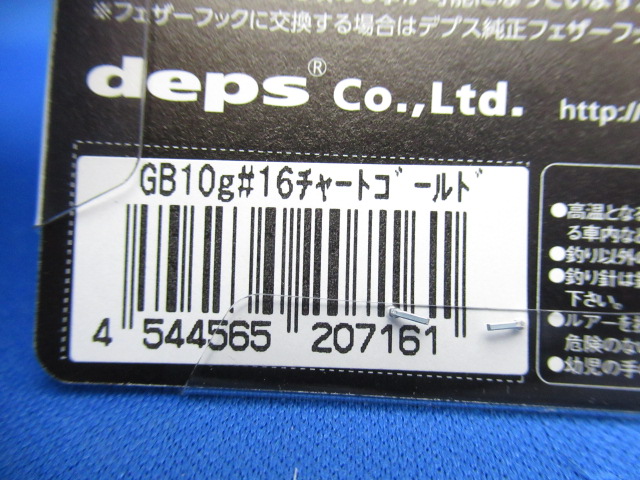 ※フェザーフックに交換する場合はデプス純正フェザーフ
deps® Co.,Ltd.
http://
GB10g#16ﾁｬｰﾄｺﾞｰﾙﾄﾞ
4 544565 207161
●高温とな
る車内な
●釣り以外の
●釣り針は
下さい。
●ルアーを
危険のない
●幼児の手